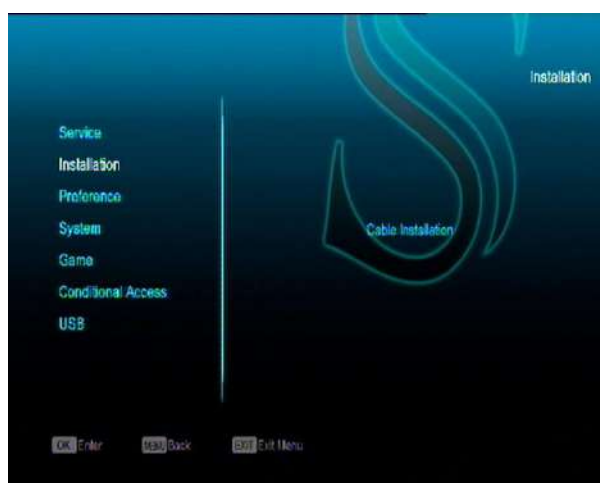 Installation
Service
Installation
Preference
System
Cable Installation
Game
Conditional Access
USB
OK Enter MENU Back EXIT Exit Menu